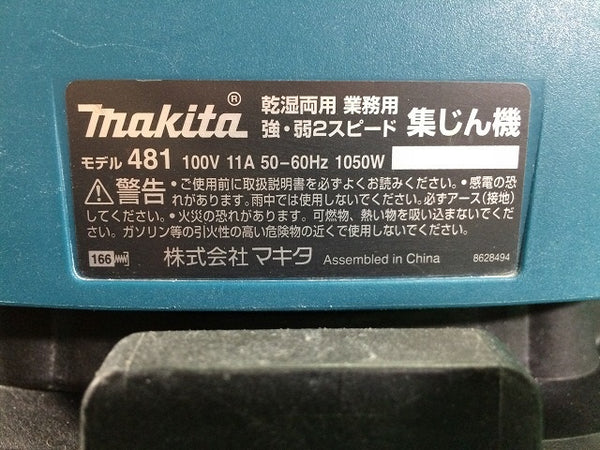 makita® 乾湿両用 業務用
強・弱2スピード 集じん機
モデル 481 100V 11A 50-60Hz 1050W
⚠警告 ・ご使用前に取扱説明書を必ずよくお読みください。・感電の恐
れがあります。雨中では使用しないでください。必ずアース(接地)
してください。・火災の恐れがあります。可燃物、熱い物を吸い込まないでくだ
さい。ガソリン等の引火性の高い危険物の近くで使用しないでください。
166 株式会社 マキタ Assembled in China 8628494